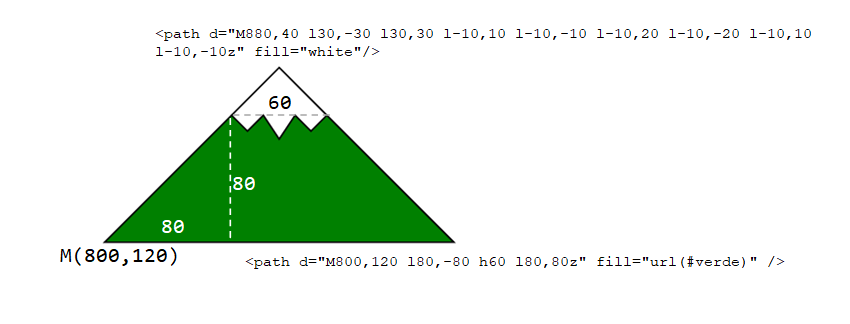 <path d="M880,40 l30,-30 l30,30 l-10,10 l-10,-10 l-10,20 l-10,-20 l-10,10
l-10,-10z" fill="white"/>
60
80
80
M(800,120)
<path d="M800,120 l80,-80 h60 l80,80z" fill="url(#verde)" />